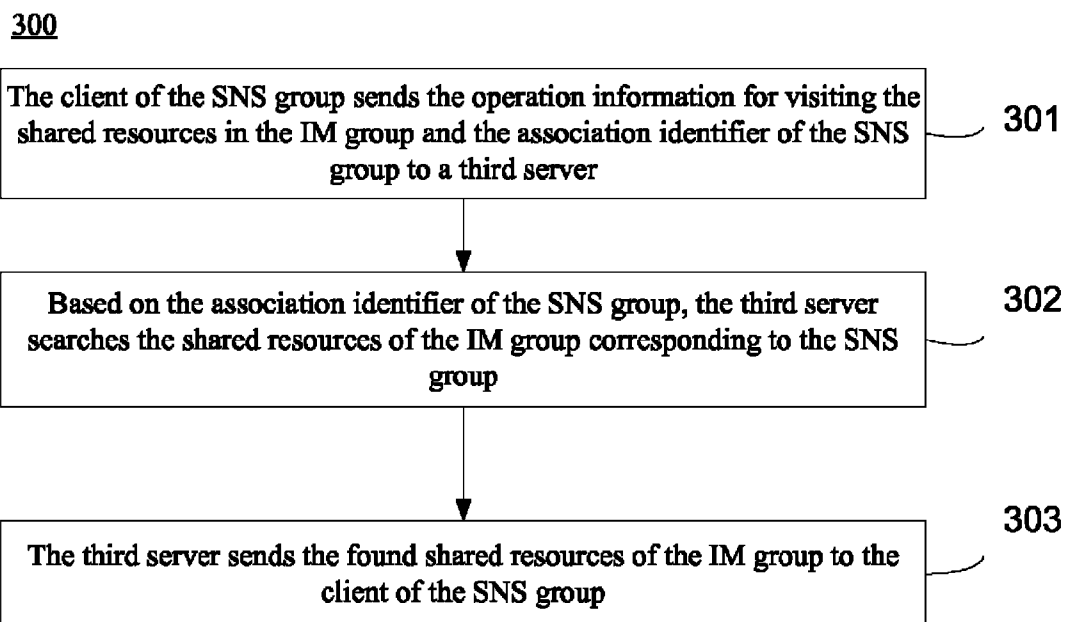 300
The client of the SNS group sends the operation information for visiting the
shared resources in the IM group and the association identifier of the SNS
group to a third server
301
Based on the association identifier of the SNS group, the third server
searches the shared resources of the IM group corresponding to the SNS
group
302
The third server sends the found shared resources of the IM group to the
client of the SNS group
303